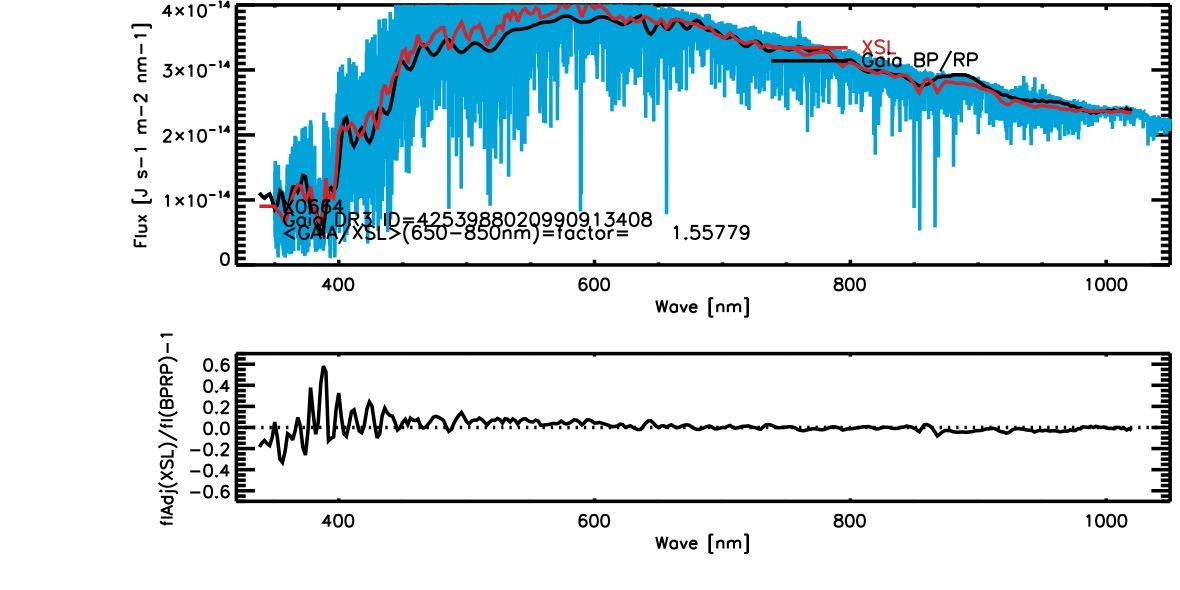 4×10⁻¹⁴
3×10⁻¹⁴
2×10⁻¹⁴
1×10⁻¹⁴
0
Flux [J s−1 m−2 nm−1]
XSL
Gaia BP/RP
X0664
Gaia DR3 ID=4253988020990913408
<GAIA/XSL>(650−850nm)=factor= 1.55779
400 600 800 1000
Wave [nm]
flAdj(XSL)/fl(BPRP)−1
0.6
0.4
0.2
0.0
−0.2
−0.4
−0.6
400 600 800 1000
Wave [nm]